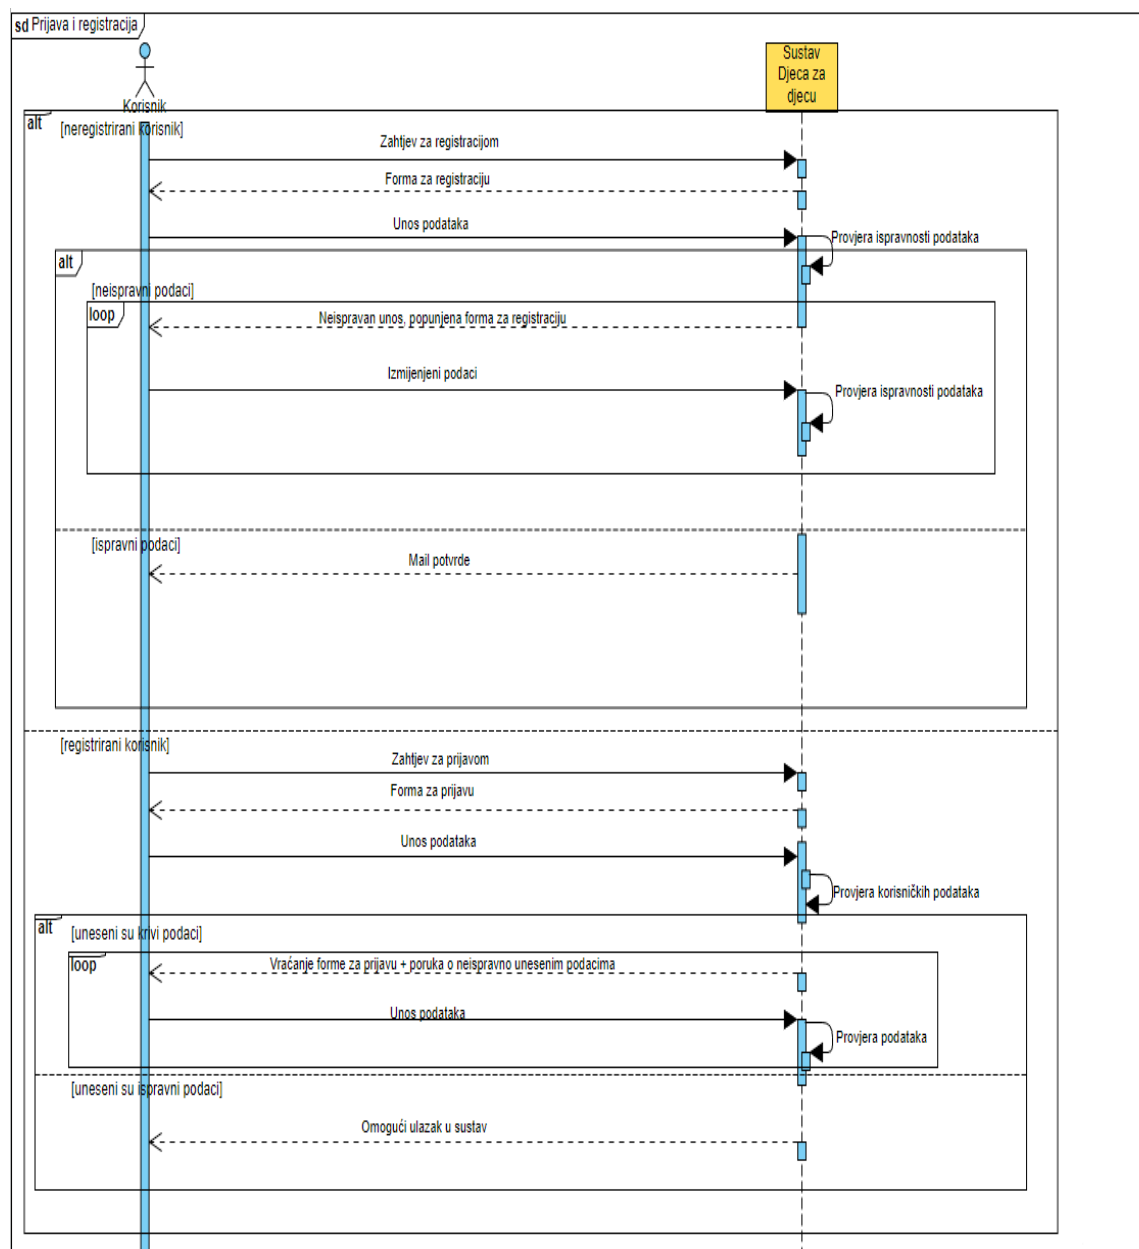 sd Prijava i registracija
Korisnik
Sustav
Djeca za
djecu
alt
[neregistrirani korisnik]
Zahtjev za registracijom
Forma za registraciju
Unos podataka
Provjera ispravnosti podataka
alt
[neispravni podaci]
loop
Neispravan unos, popunjena forma za registraciju
Izmijenjeni podaci
Provjera ispravnosti podataka
[ispravni podaci]
Mail potvrde
[registrirani korisnik]
Zahtjev za prijavom
Forma za prijavu
Unos podataka
Provjera korisničkih podataka
alt
[uneseni su krivi podaci]
loop
Vraćanje forme za prijavu + poruka o neispravno unesenim podacima
Unos podataka
Provjera podataka
[uneseni su ispravni podaci]
Omogući ulazak u sustav